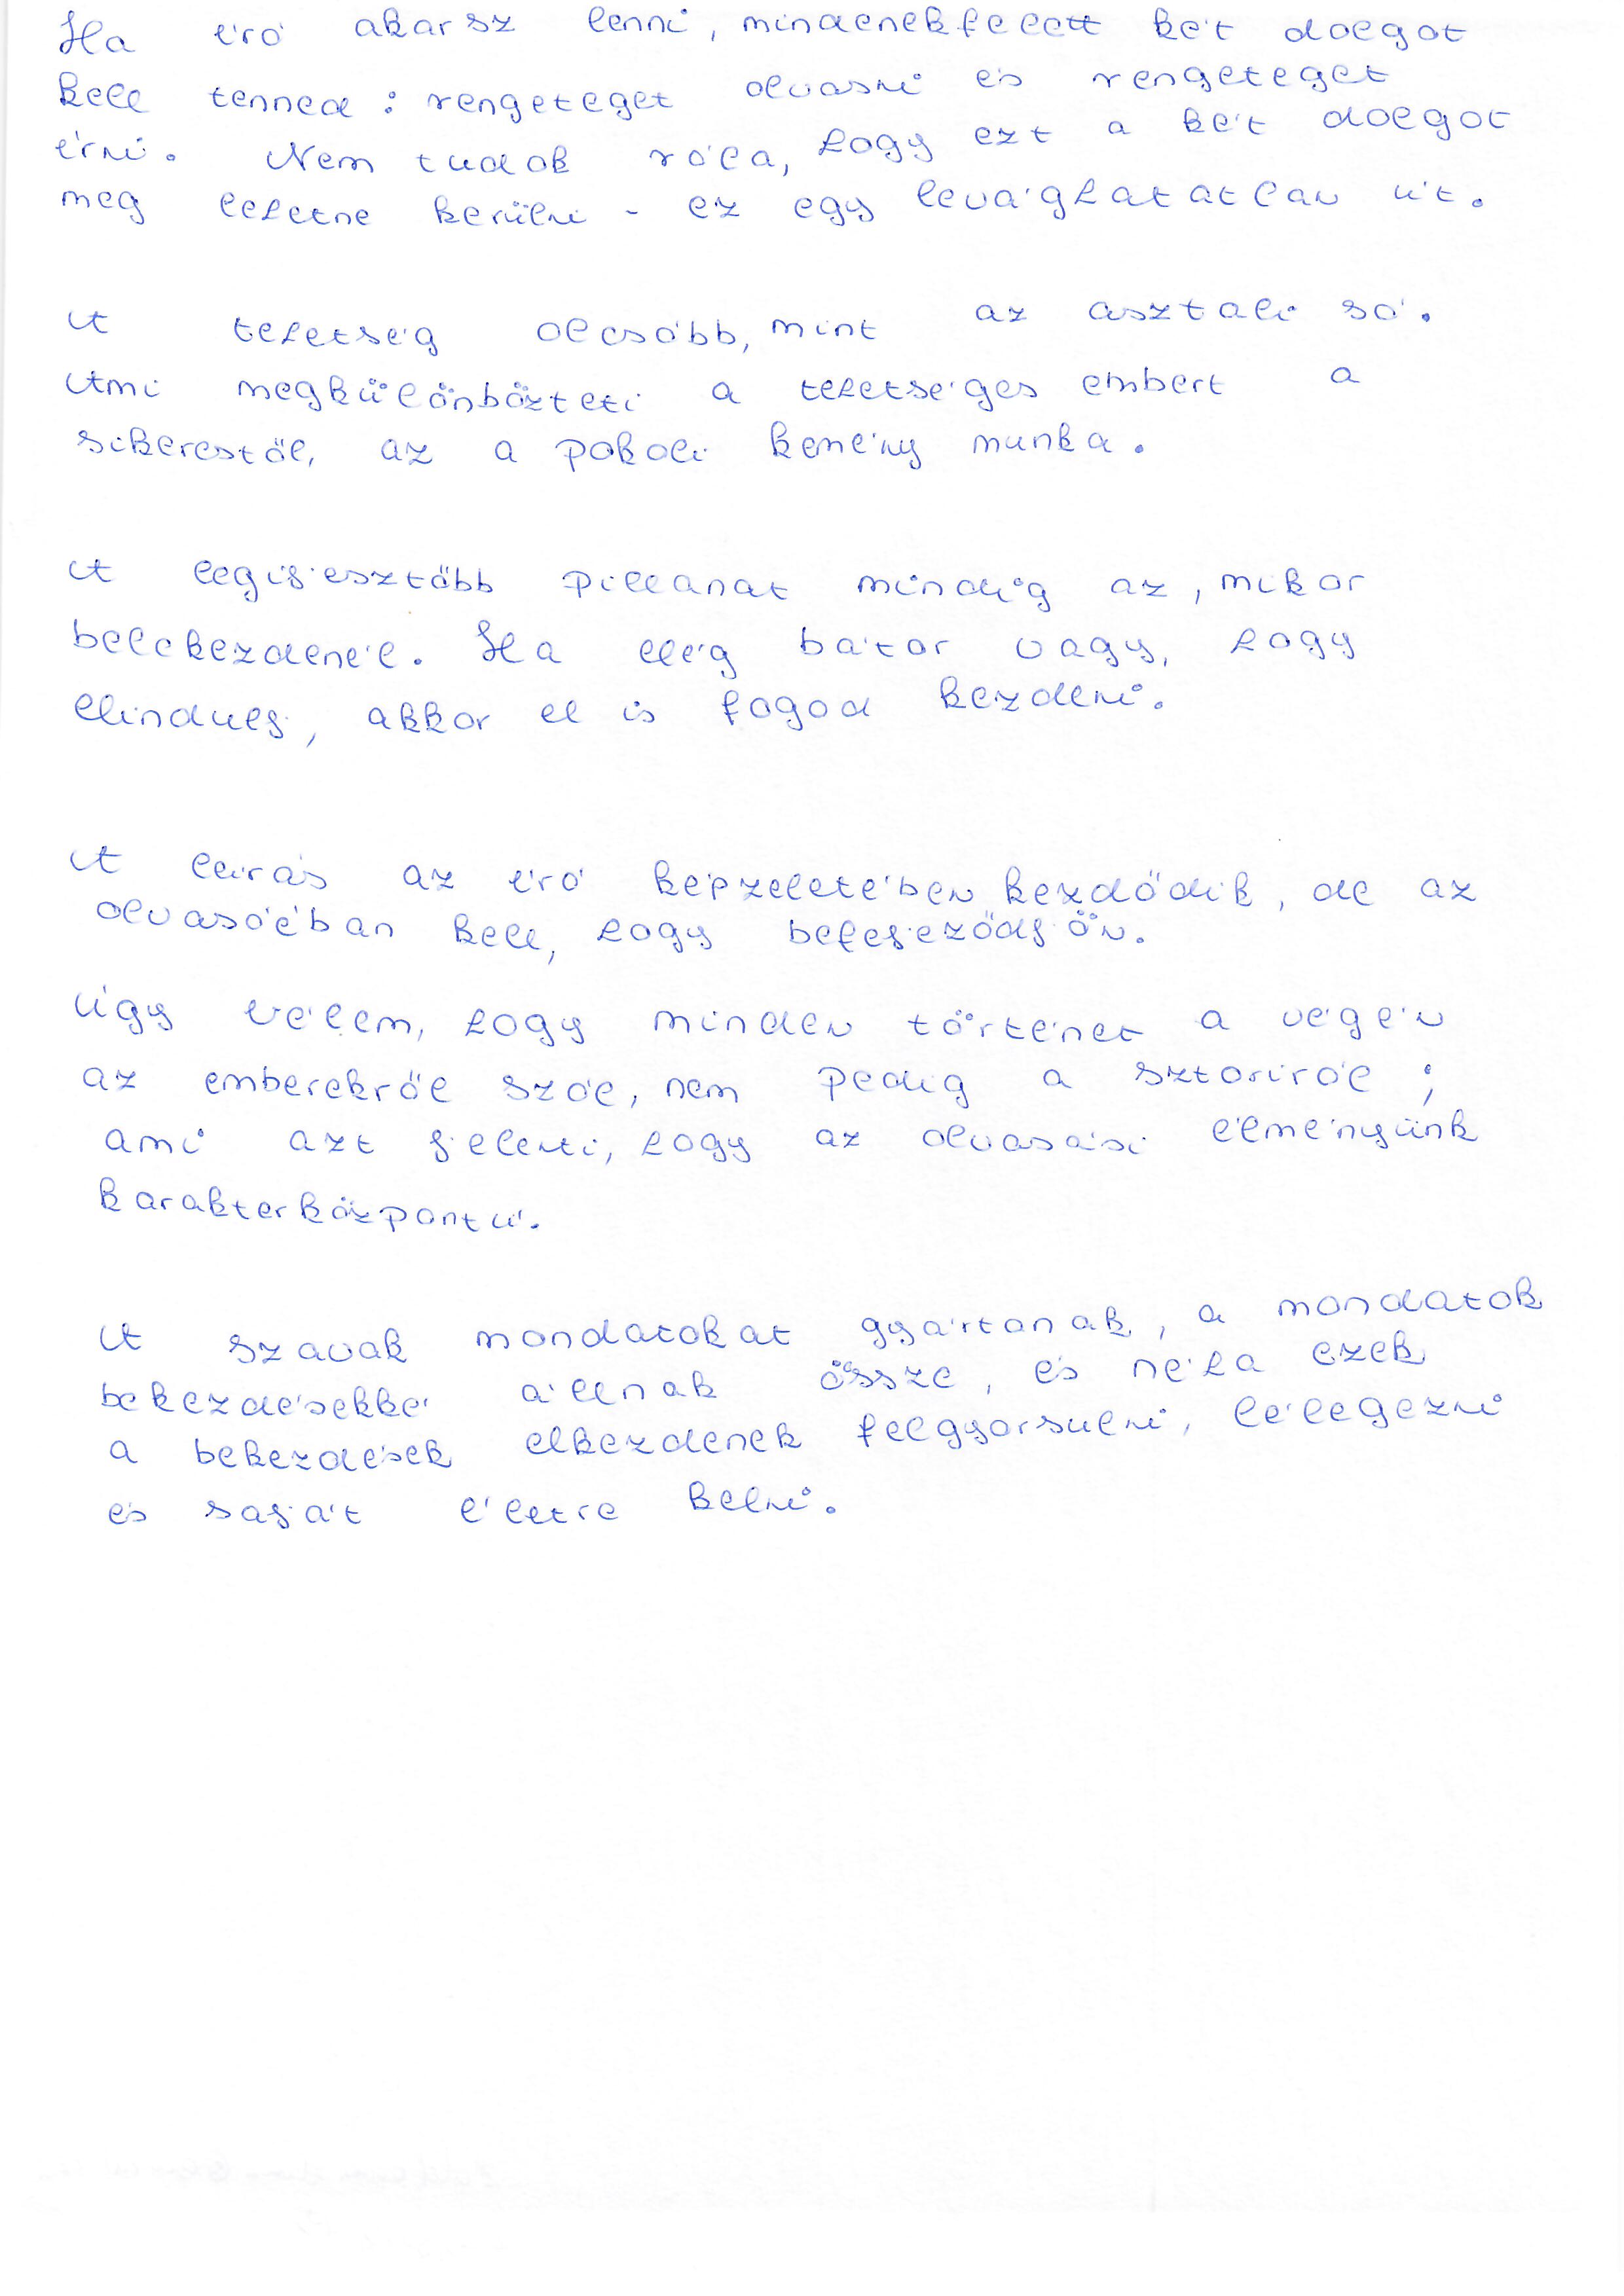 Ha író akarsz lenni, mindenekfelett két dolgot
kell tenned: rengeteget olvasni és rengeteget
írni. Nem tudok róla, hogy ezt a két dolgot
meg lehetne kerülni - ez egy levághatatlan út.
A tehetség olcsóbb, mint az asztali só.
Ami megkülönbözteti a tehetséges embert a
sikerestől, az a pokoli kemény munka.
A legijesztőbb pillanat mindig az, mikor
belekezdenél. Ha elég bátor vagy, hogy
elindulj, akkor el is fogod kezdeni.
A leírás az író képzeletében kezdődik, de az
olvasóéban kell, hogy befejeződjön.
Úgy vélem, hogy minden történet a végén
az emberekről szól, nem pedig a sztoriról;
ami azt jelenti, hogy az olvasási élményünk
karakterközpontú.
A szavak mondatokat gyártanak, a mondatok
bekezdésekké állnak össze, és néha ezek
a bekezdések elkezdenek felgyorsulni, lélegezni
és saját életre kelni.